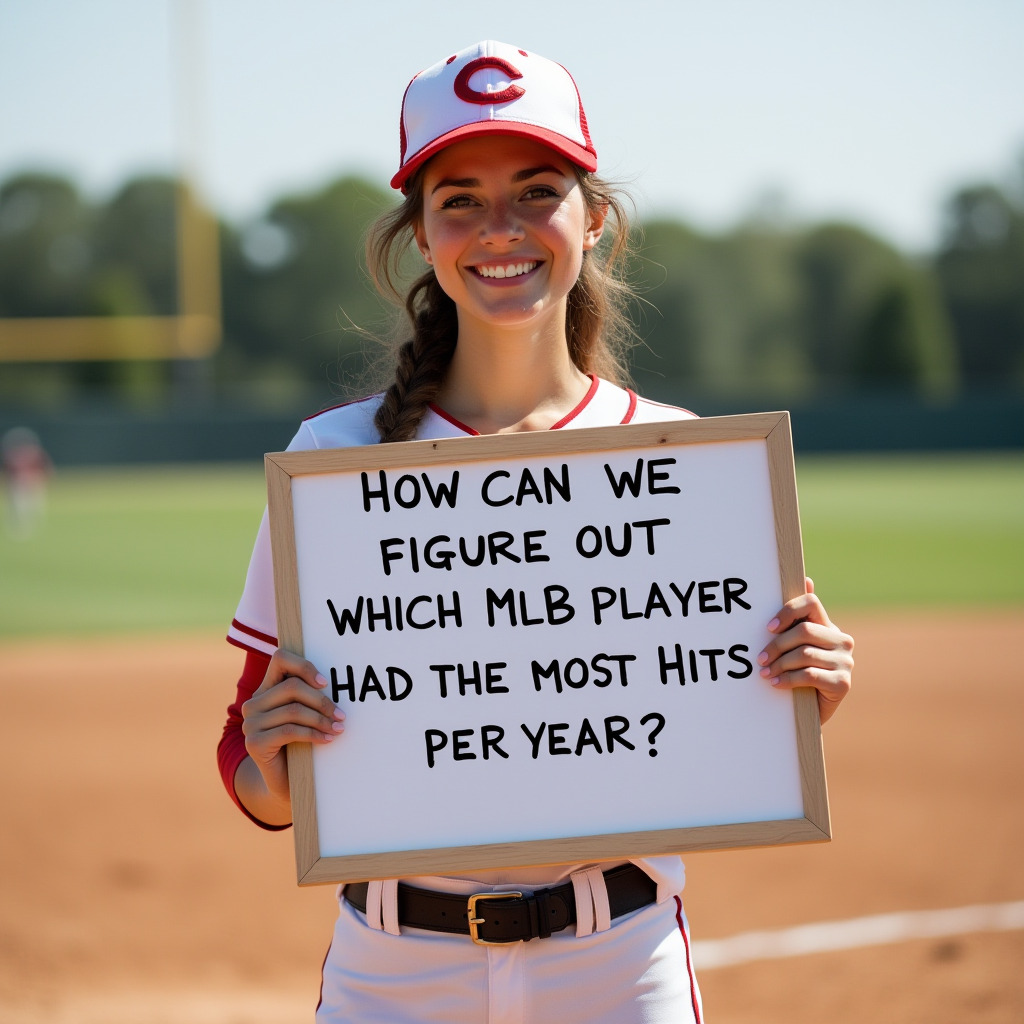 C
HOW CAN WE
FIGURE OUT
WHICH MLB PLAYER
HAD THE MOST HITS
PER YEAR?